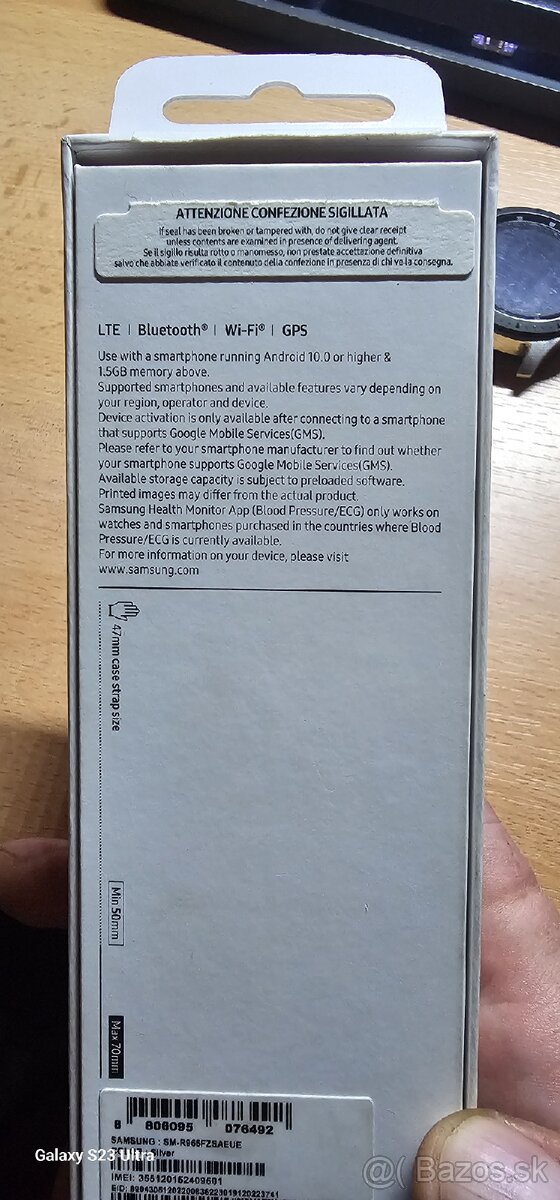 ATTENZIONE CONFEZIONE SIGILLATA
If seal has been broken or tampered with, do not give clear receipt
unless contents are examined in presence of delivering agent.
Se il sigillo risulta rotto o manomesso, non prestate accettazione definitiva
salvo che abbiate verificato il contenuto della confezione in presenza di chi ve la consegna.
LTE | Bluetooth® | Wi-Fi® | GPS
Use with a smartphone running Android 10.0 or higher &
1.5GB memory above.
Supported smartphones and available features vary depending on
your region, operator and device.
Device activation is only available after connecting to a smartphone
that supports Google Mobile Services(GMS).
Please refer to your smartphone manufacturer to find out whether
your smartphone supports Google Mobile Services(GMS).
Available storage capacity is subject to preloaded software.
Printed images may differ from the actual product.
Samsung Health Monitor App (Blood Pressure/ECG) only works on
watches and smartphones purchased in the countries where Blood
Pressure/ECG is currently available.
For more information on your device, please visit
www.samsung.com
47mm case strap size
Min 50mm
Max 70mm
8 806095 076492
SAMSUNG : SM-R965FZSAEUE
Silver
IMEI: 355120152409601
EID:
Galaxy S23 Ultra
@ Bazos.sk